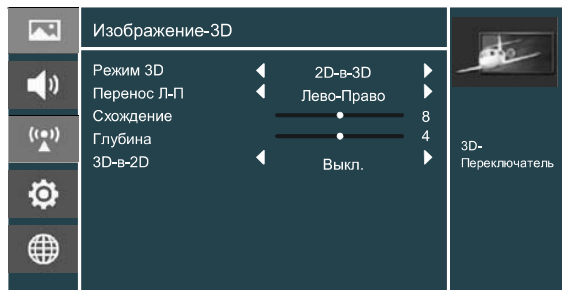 Изображение-3D
Режим 3D 2D-в-3D
Перенос Л-П Лево-Право
Схождение 8
Глубина 4
3D-в-2D Выкл.
3D-
Переключатель